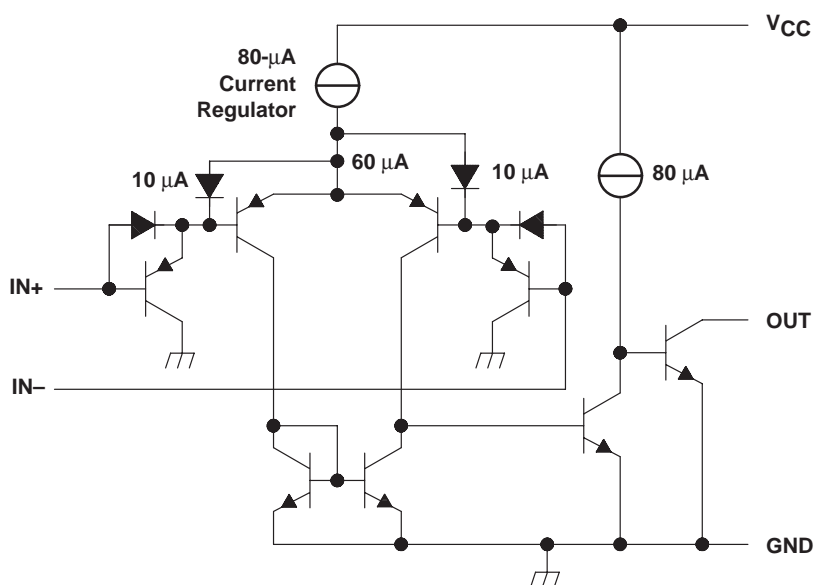 VCC
80-μA
Current
Regulator
60 μA
10 μA
10 μA
80 μA
IN+
OUT
IN–
GND